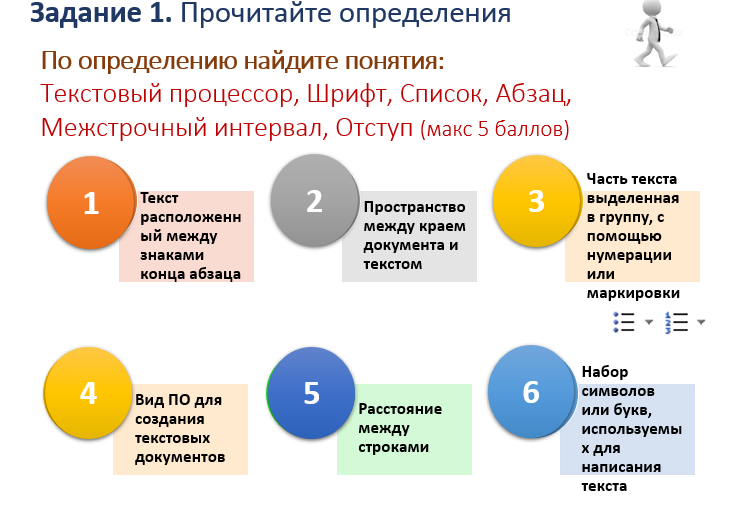 Задание 1. Прочитайте определения
По определению найдите понятия:
Текстовый процессор, Шрифт, Список, Абзац,
Межстрочный интервал, Отступ (макс 5 баллов)
1
Текст
расположенн
ый между
знаками
конца абзаца
2
Пространство
между краем
документа и
текстом
3
Часть текста
выделенная
в группу, с
помощью
нумерации
или
маркировки
4
Вид ПО для
создания
текстовых
документов
5
Расстояние
между
строками
6
Набор
символов
или букв,
используемы
х для
написания
текста